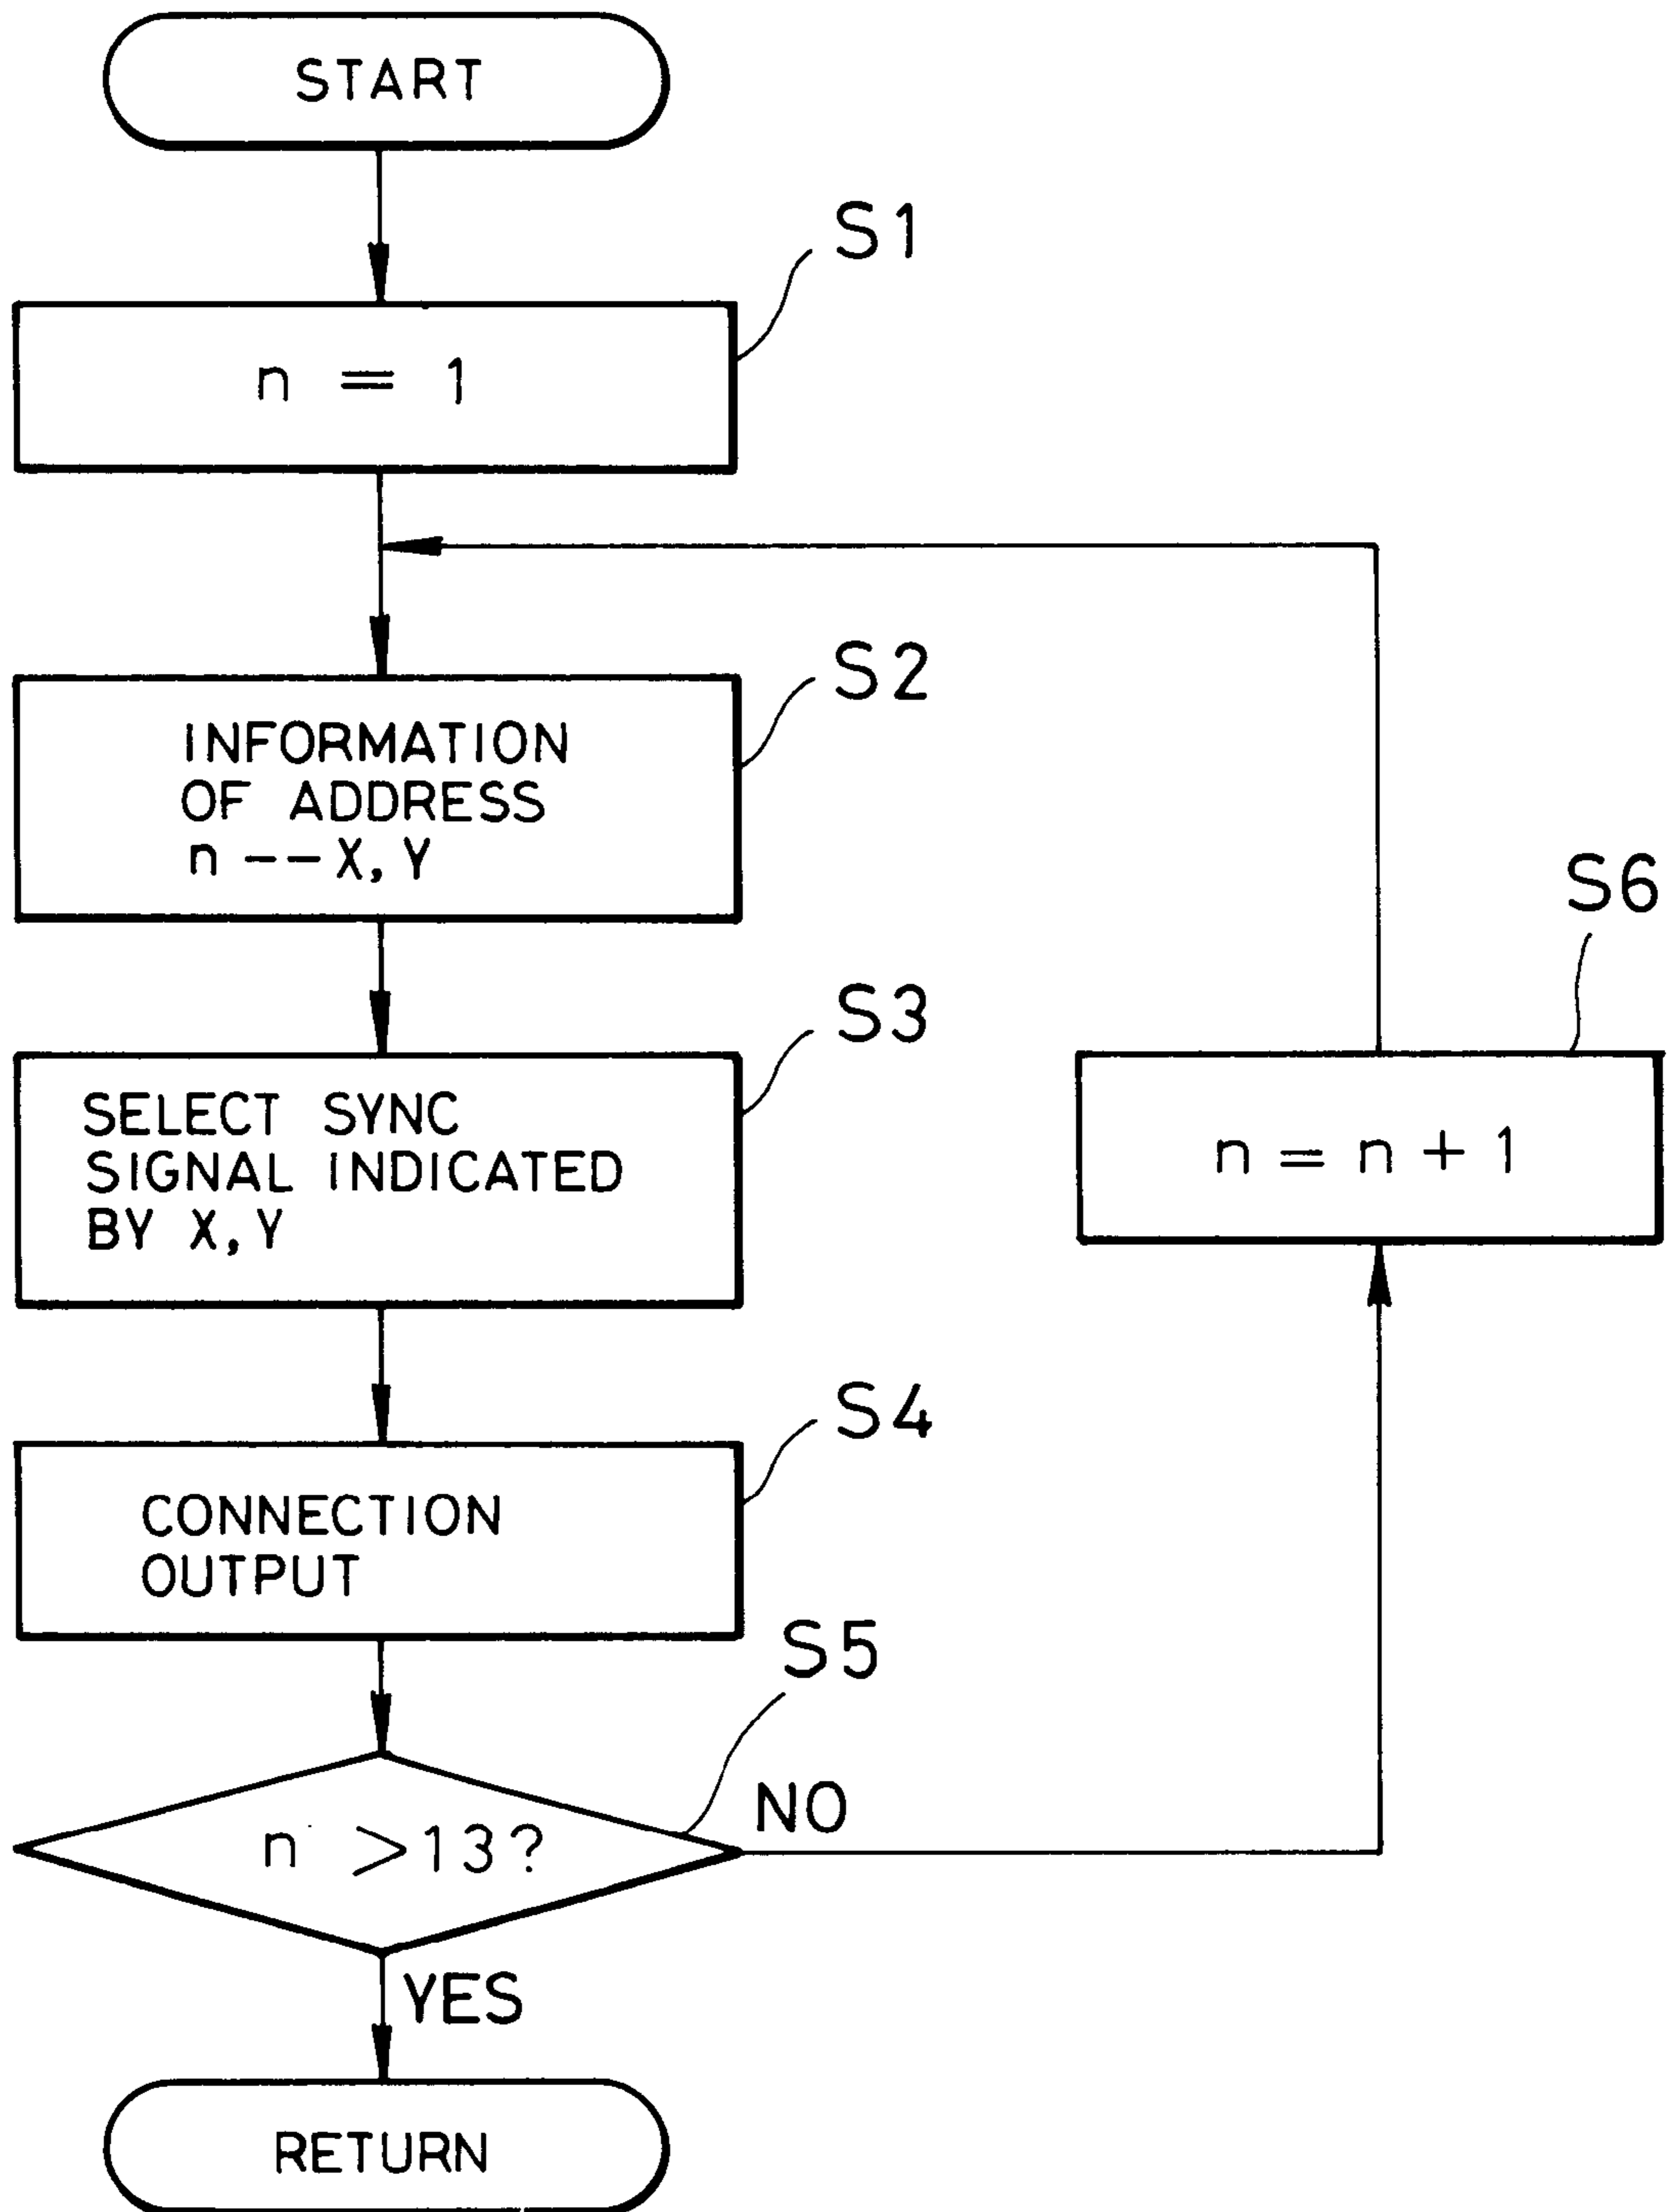 START
S1
n = 1
S2
INFORMATION
OF ADDRESS
n -- X, Y
S3
SELECT SYNC
SIGNAL INDICATED
BY X, Y
S6
n = n + 1
S4
CONNECTION
OUTPUT
S5
n > 13?
NO
YES
RETURN